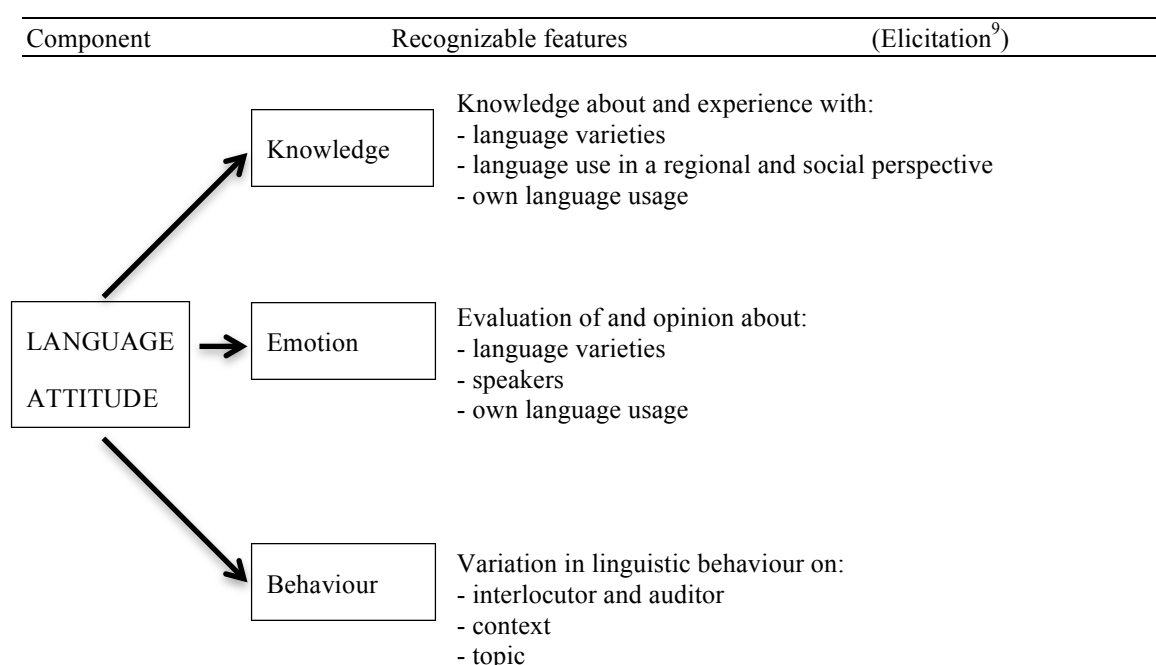 Component Recognizable features (Elicitation⁹)
Knowledge about and experience with:
- language varieties
Knowledge
- language use in a regional and social perspective
- own language usage
Evaluation of and opinion about:
LANGUAGE
ATTITUDE
Emotion
- language varieties
- speakers
- own language usage
Variation in linguistic behaviour on:
Behaviour
- interlocutor and auditor
- context
- topic